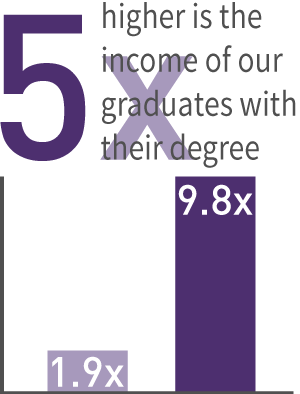 5x
higher is the
income of our
graduates with
their degree
9.8x
1.9x